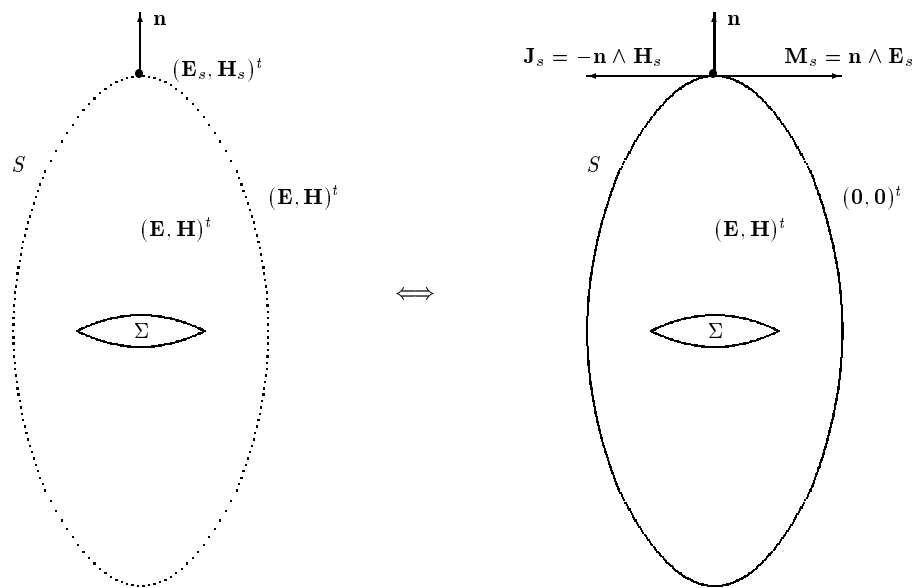 n
(E_s, H_s)^t
S
(E, H)^t
(E, H)^t
Σ
⟺
n
J_s = −n ∧ H_s
M_s = n ∧ E_s
S
(0, 0)^t
(E, H)^t
Σ